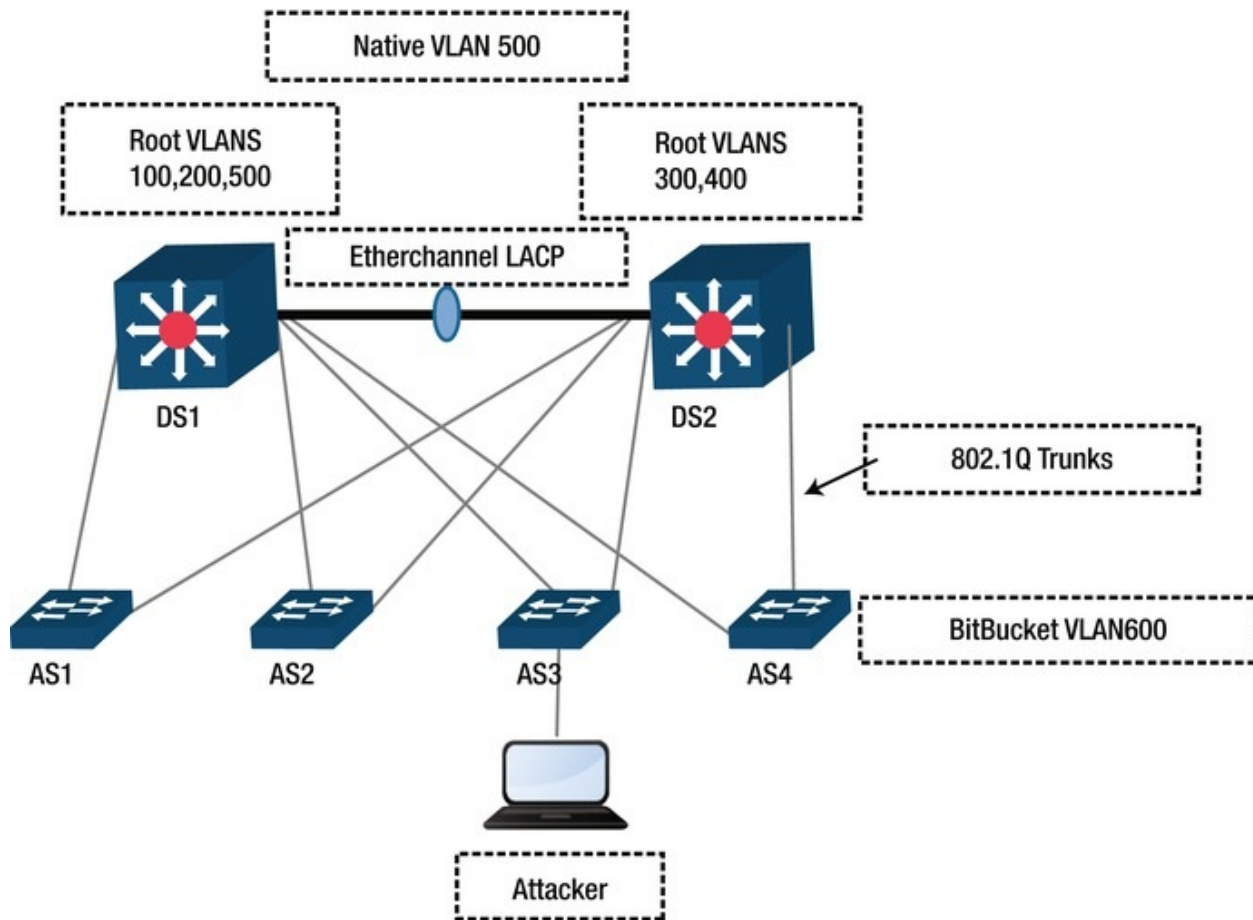 Native VLAN 500
Root VLANS
100,200,500
Root VLANS
300,400
Etherchannel LACP
DS1
DS2
802.1Q Trunks
AS1
AS2
AS3
AS4
BitBucket VLAN600
Attacker